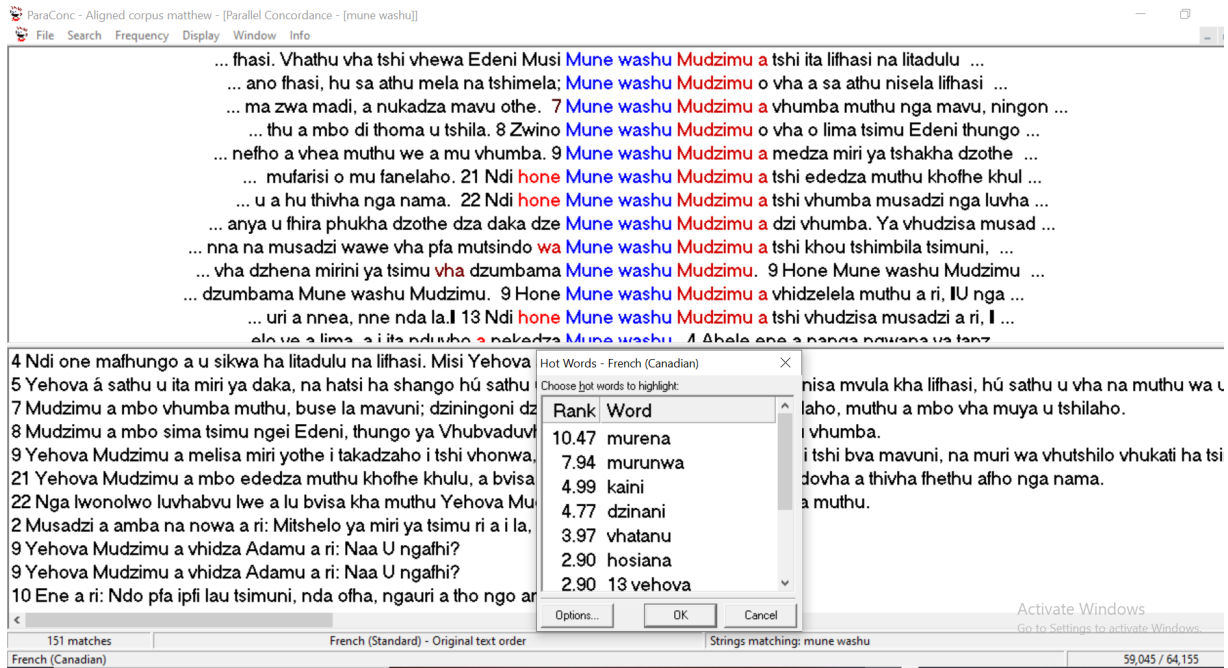 ParaConc - Aligned corpus matthew - [Parallel Concordance - [mune washu]]
File Search Frequency Display Window Info
... fhasi. Vhathu vha tshi vhewa Edeni Musi Mune washu Mudzimu a tshi ita lifhasi na litadulu ...
... ano fhasi, hu sa athu mela na tshimela; Mune washu Mudzimu o vha a sa athu nisela lifhasi ...
... ma zwa madi, a nukadza mavu othe. 7 Mune washu Mudzimu a vhumba muthu nga mavu, ningon ...
... thu a mbo di thoma u tshila. 8 Zwino Mune washu Mudzimu o vha o lima tsimu Edeni thungo ...
... nefho a vhea muthu we a mu vhumba. 9 Mune washu Mudzimu a medza miri ya tshakha dzothe ...
... mufarisi o mu fanelaho. 21 Ndi hone Mune washu Mudzimu a tshi ededza muthu khofhe khul ...
... u a hu thivha nga nama. 22 Ndi hone Mune washu Mudzimu a tshi vhumba musadzi nga luvha ...
... anya u fhira phukha dzothe dza daka dze Mune washu Mudzimu a dzi vhumba. Ya vhudzisa musad ...
... nna na musadzi wawe vha pfa mutsindo wa Mune washu Mudzimu a tshi khou tshimbila tsimuni, ...
... vha dzhena mirini ya tsimu vha dzumbama Mune washu Mudzimu. 9 Hone Mune washu Mudzimu ...
... dzumbama Mune washu Mudzimu. 9 Hone Mune washu Mudzimu a vhidzelela muthu a ri, IU nga ...
... uri a nnea, nne nda la.I 13 Ndi hone Mune washu Mudzimu a tshi vhudzisa musadzi a ri, I ...
4 Ndi one mafhungo a u sikwa ha litadulu na lifhasi. Misi Yehova
5 Yehova á sathu u ita miri ya daka, na hatsi ha shango hú sathu nisa mvula kha lifhasi, hú sathu u vha na muthu wa u
7 Mudzimu a mbo vhumba muthu, buse la mavuni; dziningoni dz laho, muthu a mbo vha muya u tshilaho.
8 Mudzimu a mbo sima tsimu ngei Edeni, thungo ya Vhubvaduvh vhumba.
9 Yehova Mudzimu a melisa miri yothe i takadzaho i tshi vhonwa, i tshi bva mavuni, na muri wa vhutshilo vhukati ha tsi
21 Yehova Mudzimu a mbo ededza muthu khofhe khulu, a bvisa dovha a thivha fhethu afho nga nama.
22 Nga lwonolwo luvhabvu lwe a lu bvisa kha muthu Yehova Mu a muthu.
2 Musadzi a amba na nowa a ri: Mitshelo ya miri ya tsimu ri a i la,
9 Yehova Mudzimu a vhidza Adamu a ri: Naa U ngafhi?
9 Yehova Mudzimu a vhidza Adamu a ri: Naa U ngafhi?
10 Ene a ri: Ndo pfa ipfi lau tsimuni, nda ofha, ngauri a tho ngo am
Hot Words - French (Canadian)
Choose hot words to highlight:
Rank Word
10.47 murena
7.94 murunwa
4.99 kaini
4.77 dzinani
3.97 vhatanu
2.90 hosiana
2.90 13 yehova
Options... OK Cancel
Activate Windows
Go to Settings to activate Windows.
151 matches French (Standard) - Original text order Strings matching: mune washu
French (Canadian) 59,045 / 64,155